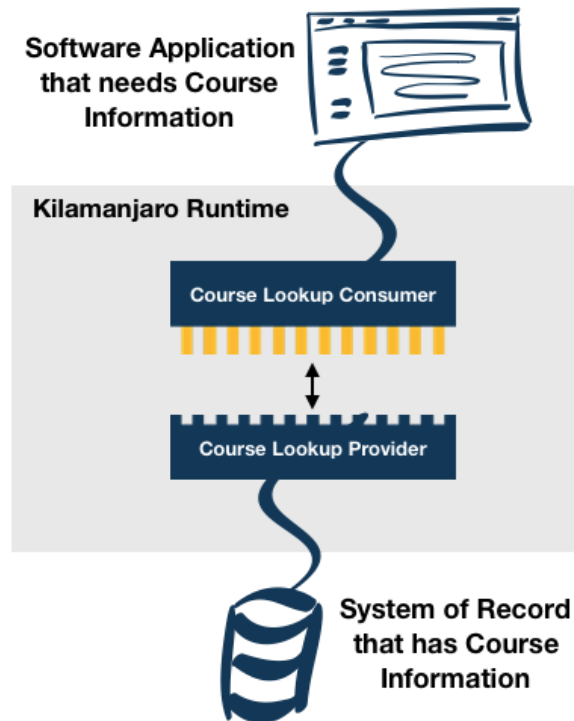 Software Application
that needs Course
Information
Kilamanjaro Runtime
Course Lookup Consumer
Course Lookup Provider
System of Record
that has Course
Information